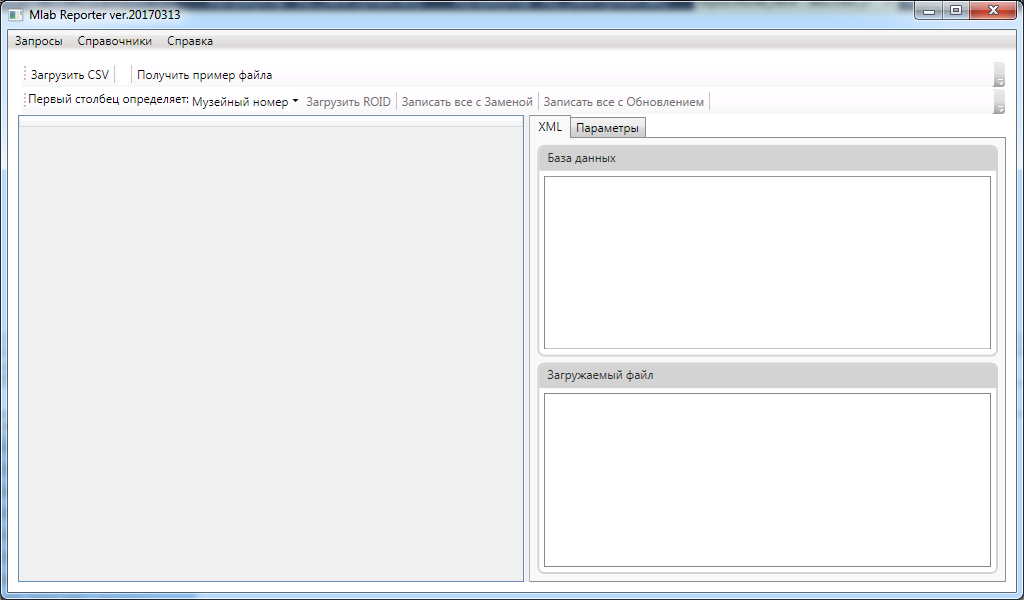 Mlab Reporter ver.20170313
Запросы Справочники Справка
Загрузить CSV Получить пример файла
Первый столбец определяет: Музейный номер Загрузить ROID Записать все с Заменой Записать все с Обновлением
XML Параметры
База данных
Загружаемый файл